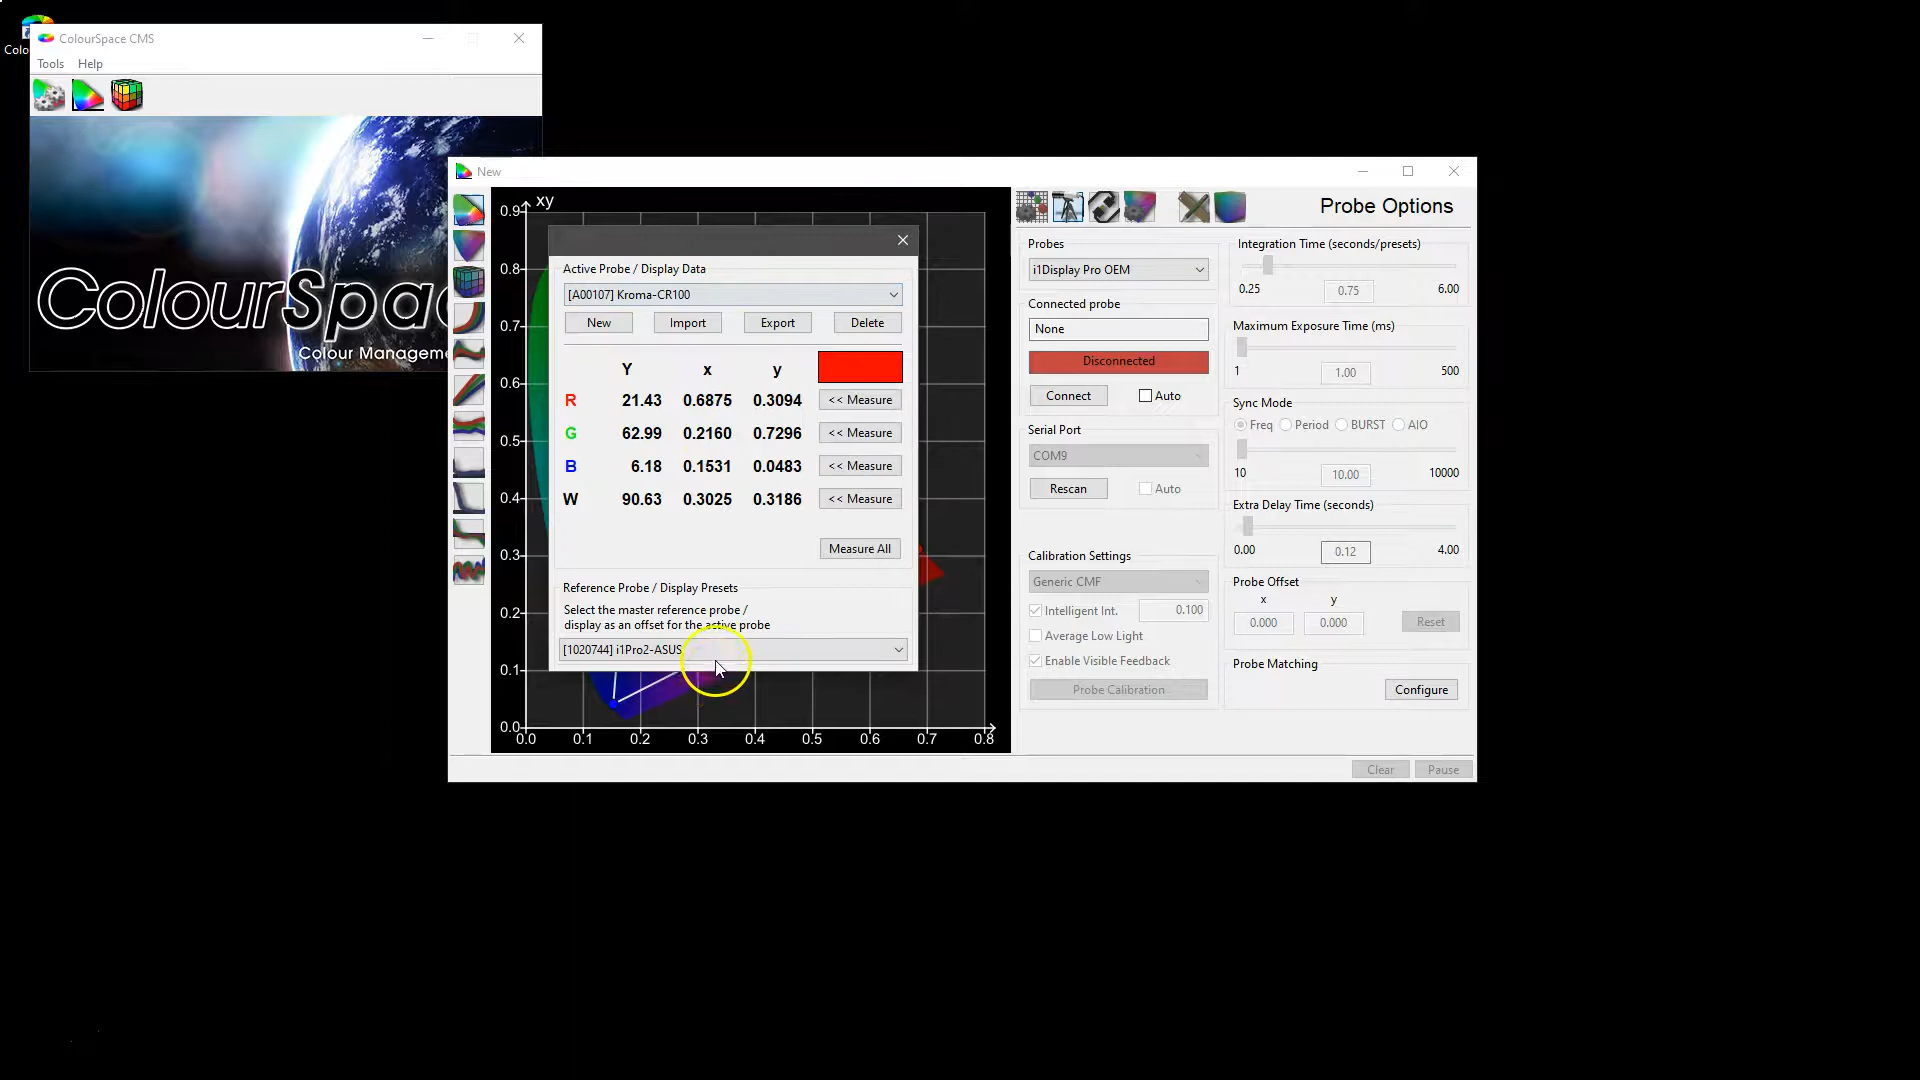 Colo
ColourSpace CMS
Tools Help
ColourSpac
Colour Managem
New
xy
0.9
0.8
0.7
0.6
0.5
0.4
0.3
0.2
0.1
0.0
0.0 0.1 0.2 0.3 0.4 0.5 0.6 0.7 0.8
Active Probe / Display Data
[A00107] Kroma-CR100
New Import Export Delete
Y x y
R 21.43 0.6875 0.3094 << Measure
G 62.99 0.2160 0.7296 << Measure
B 6.18 0.1531 0.0483 << Measure
W 90.63 0.3025 0.3186 << Measure
Measure All
Reference Probe / Display Presets
Select the master reference probe /
display as an offset for the active probe
[1020744] i1Pro2-ASUS
Probe Options
Probes
i1Display Pro OEM
Connected probe
None
Disconnected
Connect Auto
Serial Port
COM9
Rescan Auto
Calibration Settings
Generic CMF
Intelligent Int. 0.100
Average Low Light
Enable Visible Feedback
Probe Calibration
Integration Time (seconds/presets)
0.25 0.75 6.00
Maximum Exposure Time (ms)
1 1.00 500
Sync Mode
Freq Period BURST AIO
10 10.00 10000
Extra Delay Time (seconds)
0.00 0.12 4.00
Probe Offset
x y
0.000 0.000 Reset
Probe Matching
Configure
Clear Pause